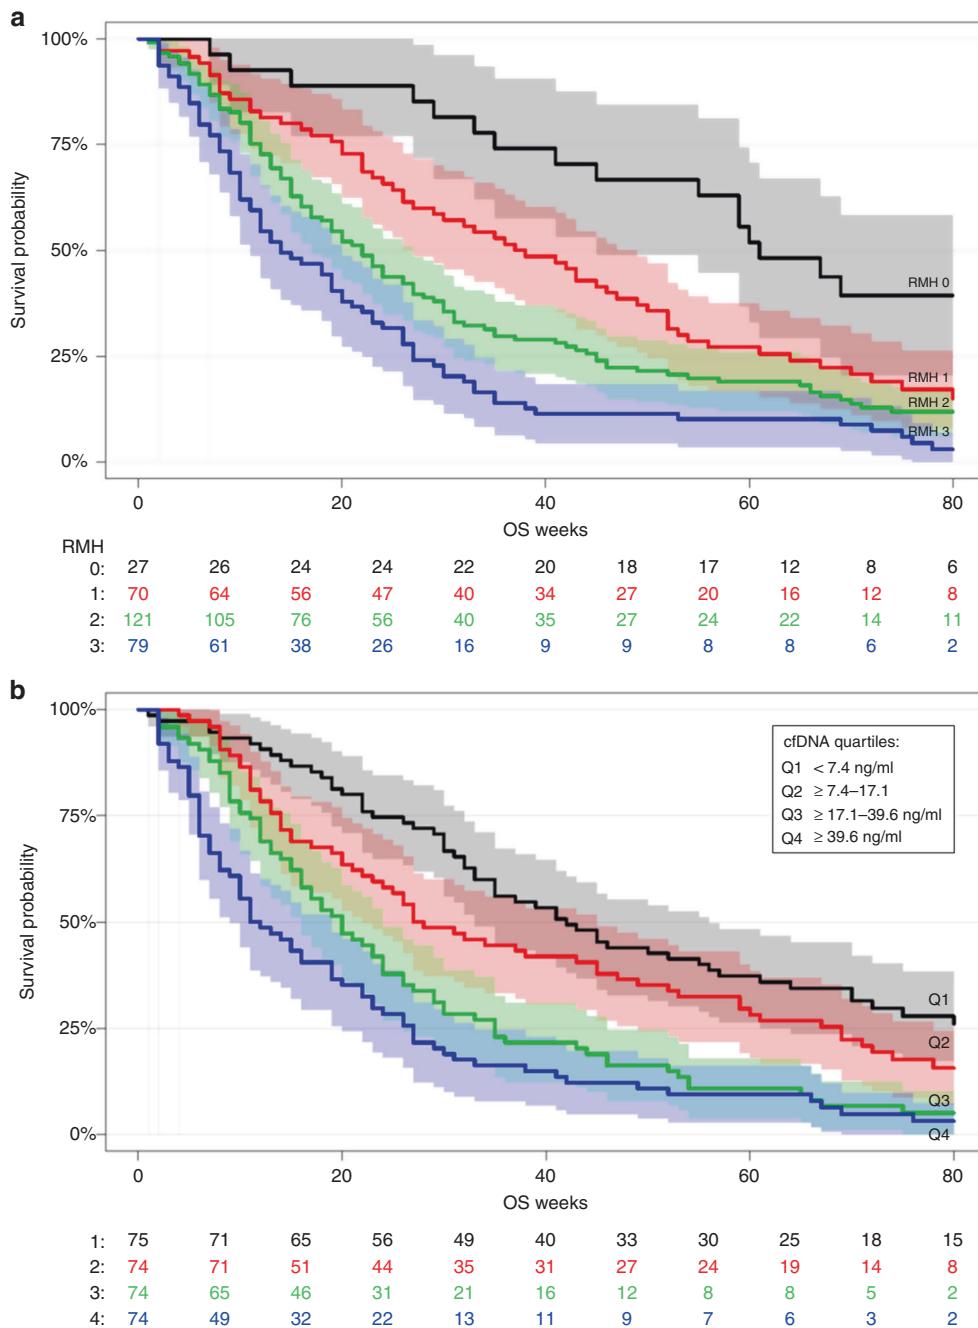 a
100%
75%
50%
25%
0%
Survival probability
RMH 0
RMH 1
RMH 2
RMH 3
0 20 40 60 80
OS weeks
RMH
0: 27 26 24 24 22 20 18 17 12 8 6
1: 70 64 56 47 40 34 27 20 16 12 8
2: 121 105 76 56 40 35 27 24 22 14 11
3: 79 61 38 26 16 9 9 8 8 6 2
b
100%
75%
50%
25%
0%
Survival probability
cfDNA quartiles:
Q1 < 7.4 ng/ml
Q2 ≥ 7.4–17.1
Q3 ≥ 17.1–39.6 ng/ml
Q4 ≥ 39.6 ng/ml
Q1
Q2
Q3
Q4
0 20 40 60 80
OS weeks
1: 75 71 65 56 49 40 33 30 25 18 15
2: 74 71 51 44 35 31 27 24 19 14 8
3: 74 65 46 31 21 16 12 8 8 5 2
4: 74 49 32 22 13 11 9 7 6 3 2